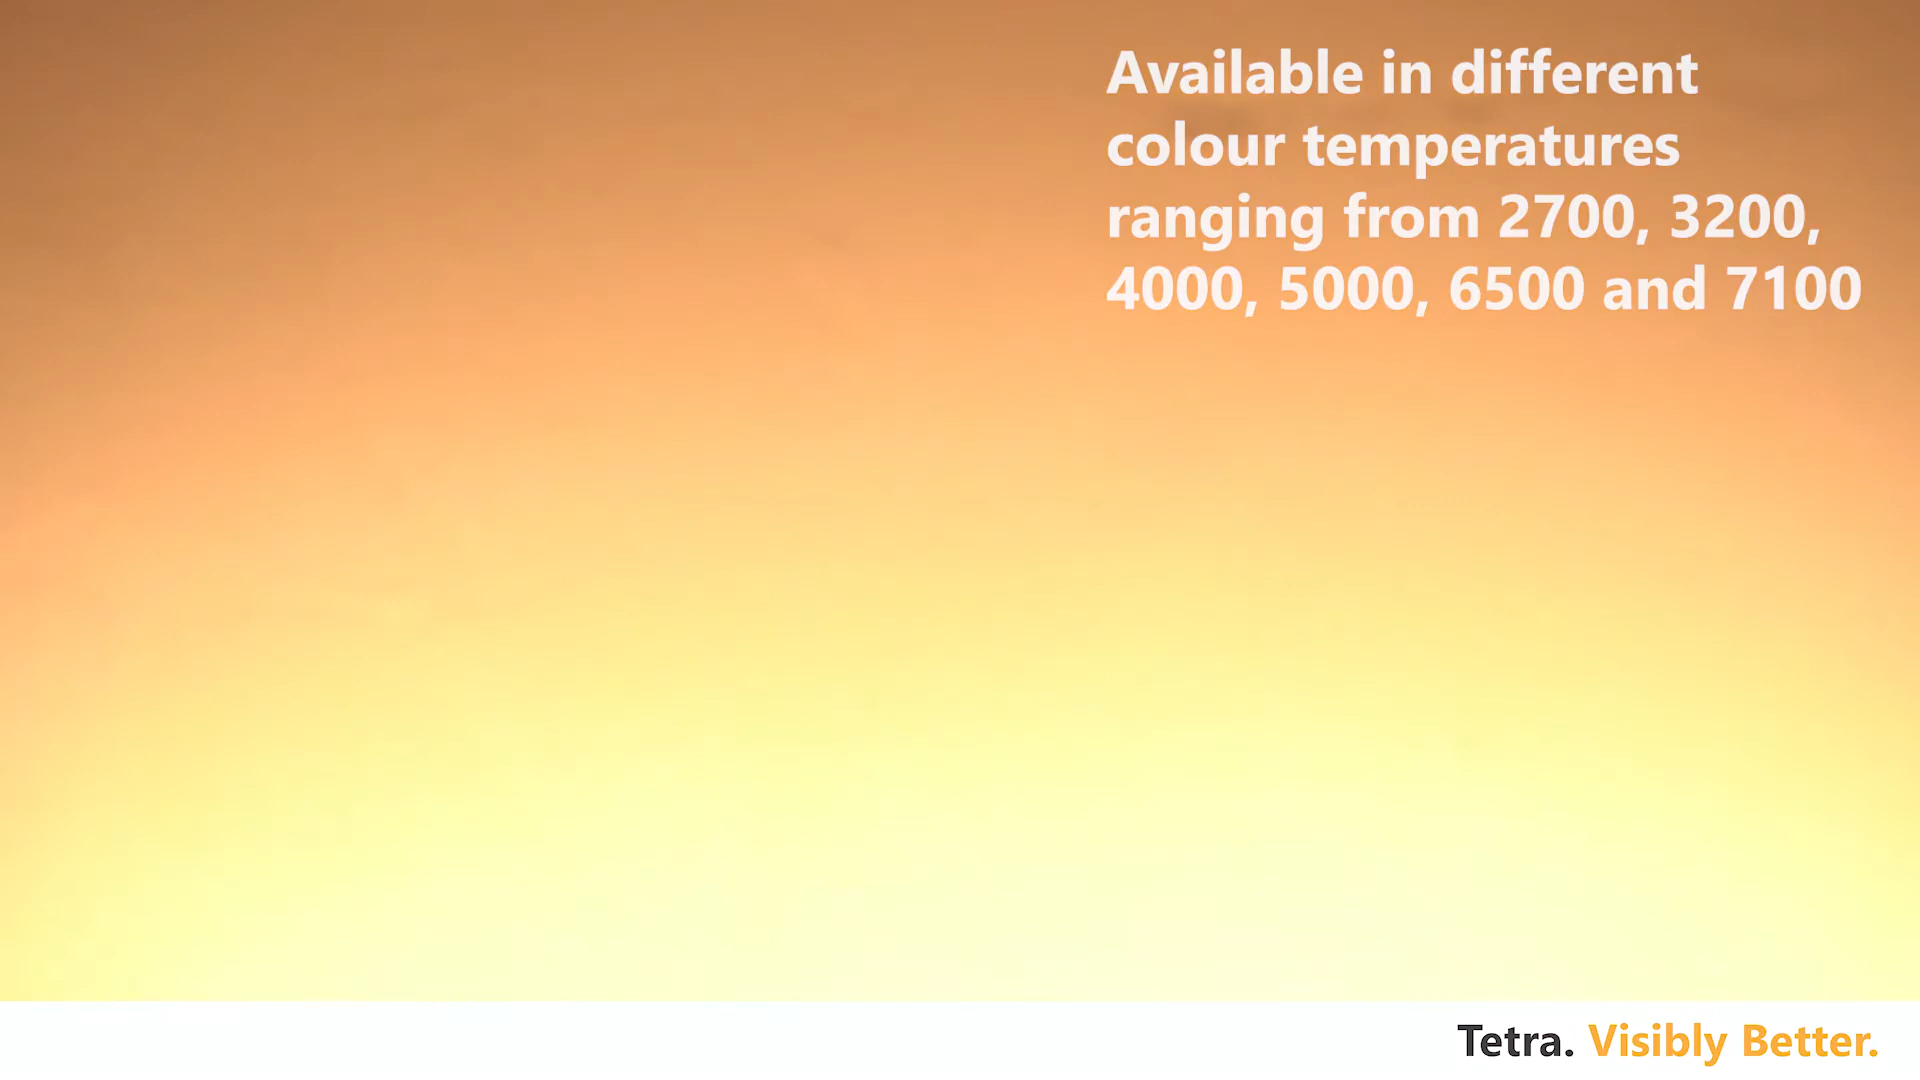 Available in different
colour temperatures
ranging from 2700, 3200,
4000, 5000, 6500 and 7100
Tetra. Visibly Better.